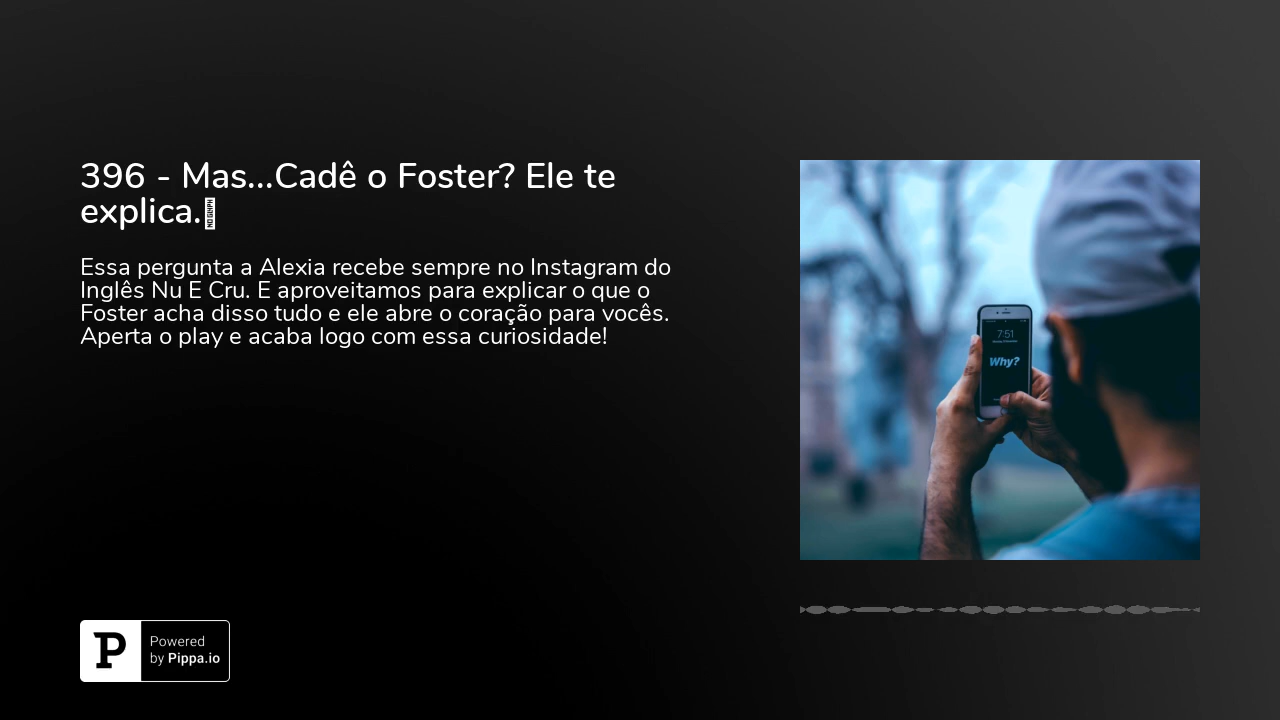 396 - Mas...Cadê o Foster? Ele te
explica.
Essa pergunta a Alexia recebe sempre no Instagram do
Inglês Nu E Cru. E aproveitamos para explicar o que o
Foster acha disso tudo e ele abre o coração para vocês.
Aperta o play e acaba logo com essa curiosidade!
7:51
Why?
P
Powered
by Pippa.io